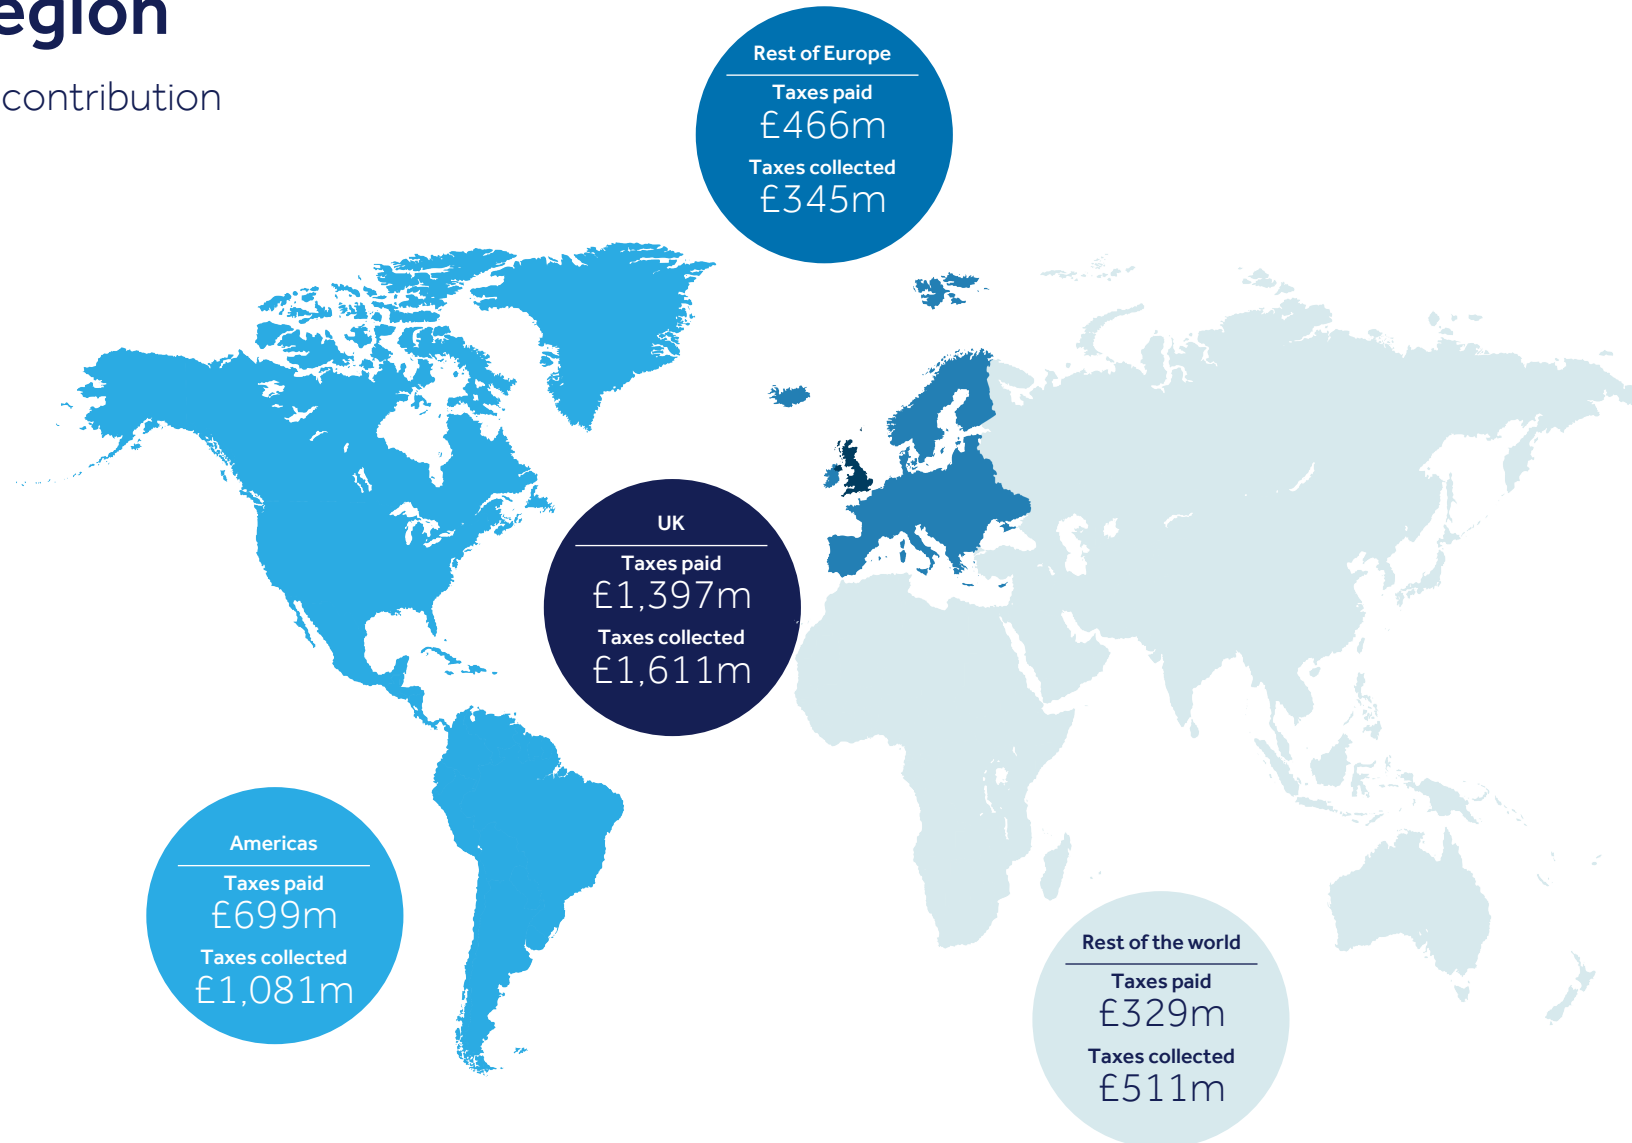 contribution
Rest of Europe
Taxes paid
£466m
Taxes collected
£345m
UK
Taxes paid
£1,397m
Taxes collected
£1,611m
Americas
Taxes paid
£699m
Taxes collected
£1,081m
Rest of the world
Taxes paid
£329m
Taxes collected
£511m